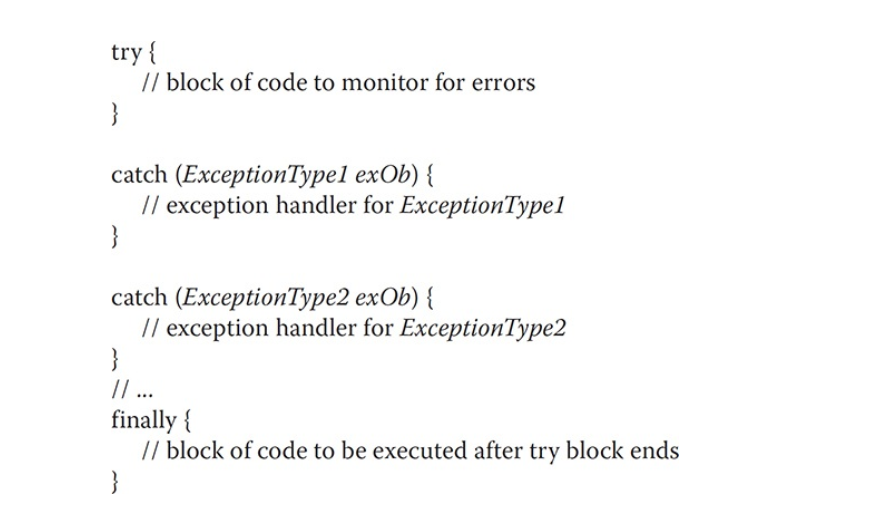 try {
// block of code to monitor for errors
}
catch (ExceptionType1 exOb) {
// exception handler for ExceptionType1
}
catch (ExceptionType2 exOb) {
// exception handler for ExceptionType2
}
// ...
finally {
// block of code to be executed after try block ends
}